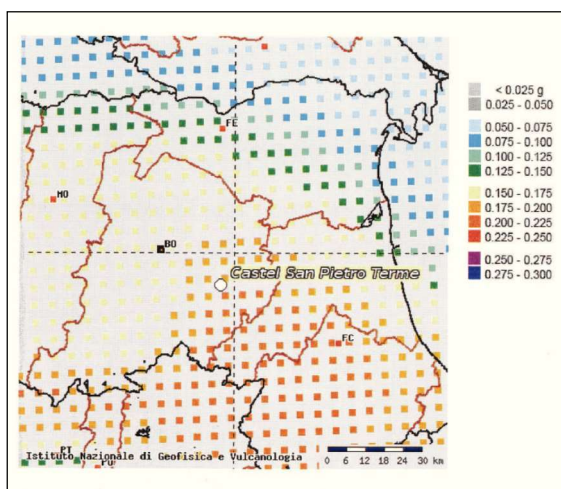 < 0.025 g
0.025 - 0.050
0.050 - 0.075
0.075 - 0.100
0.100 - 0.125
0.125 - 0.150
0.150 - 0.175
0.175 - 0.200
0.200 - 0.225
0.225 - 0.250
0.250 - 0.275
0.275 - 0.300
FE
MO
BO
Castel San Pietro Terme
FC
PT
Istituto Nazionale di Geofisica e Vulcanologia
PO
0 6 12 18 24 30 km